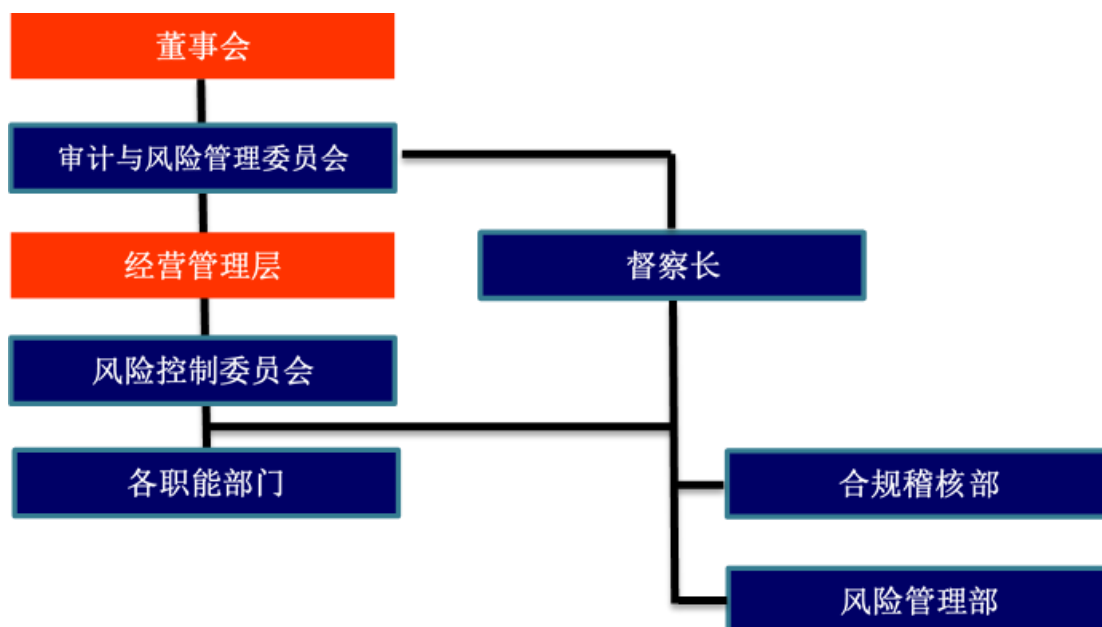 董事会
审计与风险管理委员会
经营管理层
督察长
风险控制委员会
各职能部门
合规稽核部
风险管理部